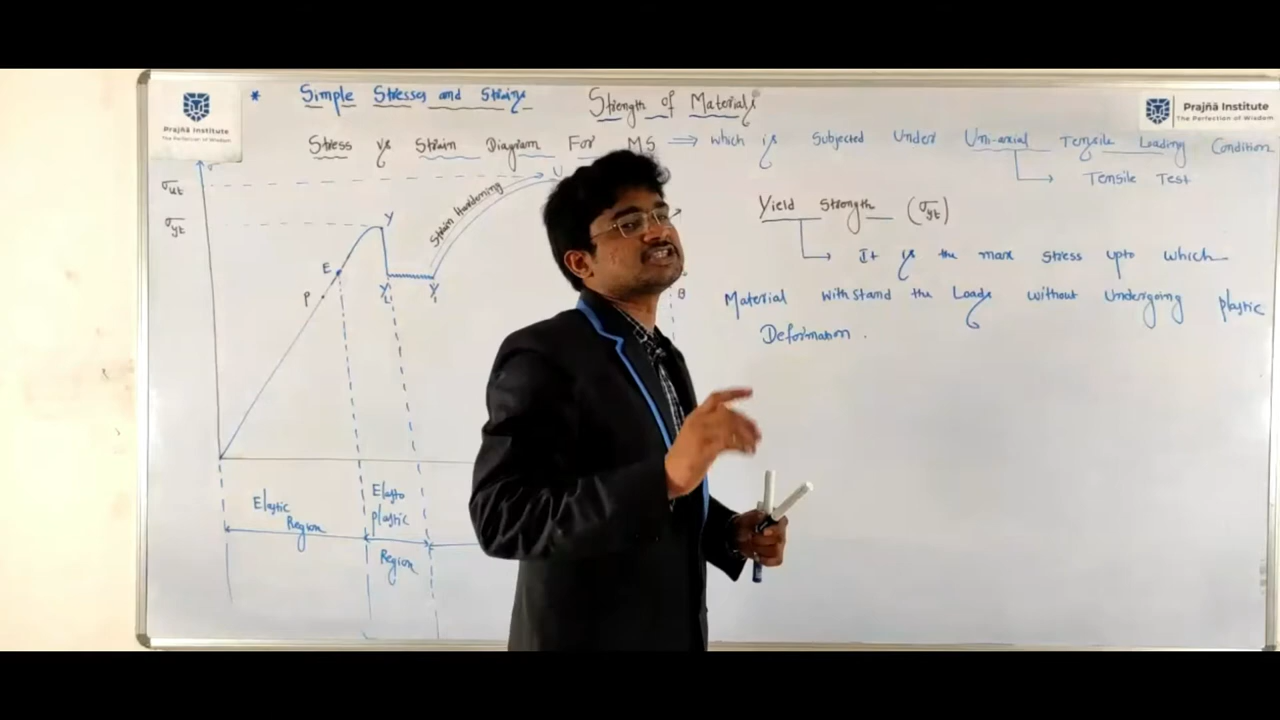 * Simple Stresses and Strains
Strength of Materials
Prajñā Institute
The Perfection of Wisdom
Prajñā Institute
The Perfection of Wisdom
Stress vs Strain Diagram For MS ⇒ which is Subjected Under Uni-axial Tensile Loading Condition
Tensile Test
σut
σyt
Y
E
P
Strain Hardening
U
B
Yield Strength (σyt)
It is the max stress upto which
Material withstand the Loads without Undergoing plastic
Deformation.
Elastic
Region
Elasto
plastic
Region